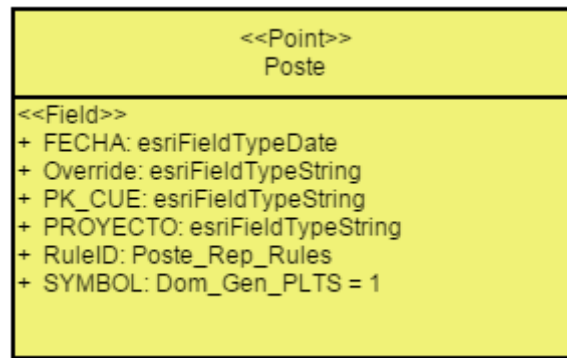 <<Point>>
Poste
<<Field>>
+ FECHA: esriFieldTypeDate
+ Override: esriFieldTypeString
+ PK_CUE: esriFieldTypeString
+ PROYECTO: esriFieldTypeString
+ RuleID: Poste_Rep_Rules
+ SYMBOL: Dom_Gen_PLTS = 1